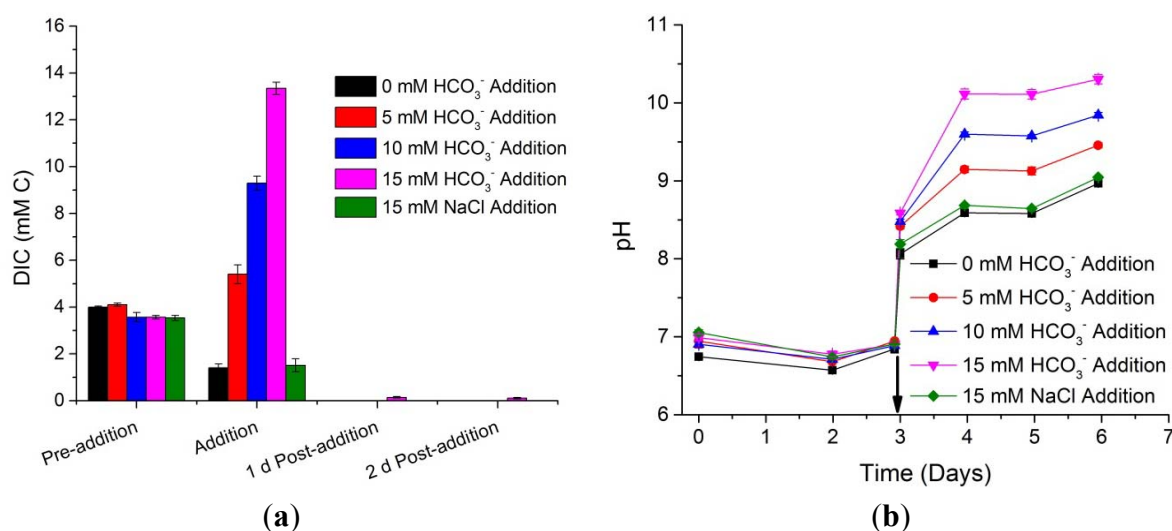 16
14
12
10
8
6
4
2
0
DIC (mM C)
0 mM HCO₃⁻ Addition
5 mM HCO₃⁻ Addition
10 mM HCO₃⁻ Addition
15 mM HCO₃⁻ Addition
15 mM NaCl Addition
Pre-addition
Addition
1 d Post-addition
2 d Post-addition
(a)
11
10
9
8
7
6
pH
0 mM HCO₃⁻ Addition
5 mM HCO₃⁻ Addition
10 mM HCO₃⁻ Addition
15 mM HCO₃⁻ Addition
15 mM NaCl Addition
0 1 2 3 4 5 6 7
Time (Days)
(b)